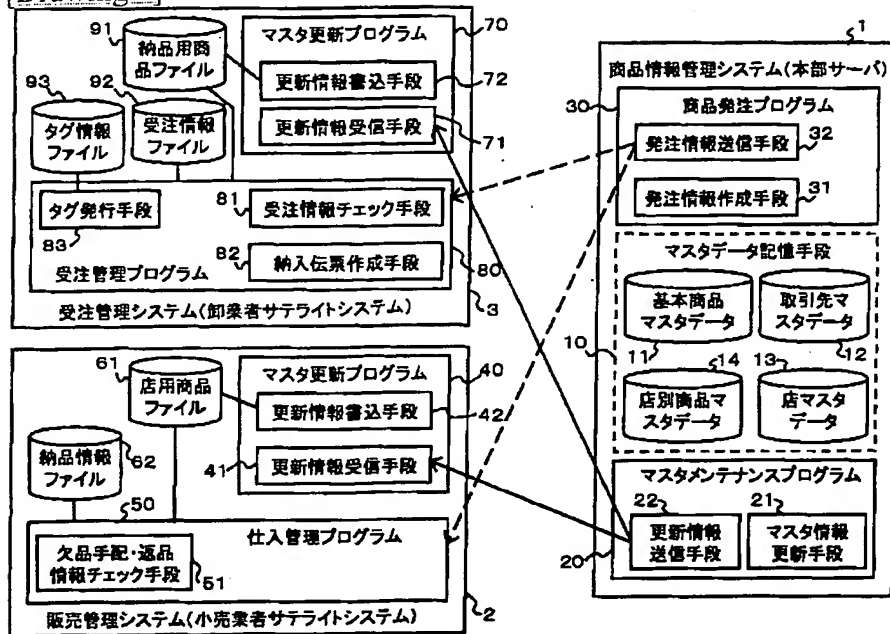 91
納品用商
品ファイル
マスタ更新プログラム
70
更新情報書込手段
72
更新情報受信手段
71
93
92
タグ情報
ファイル
受注情報
ファイル
タグ発行手段
83
81
受注情報チェック手段
82
納入伝票作成手段
80
受注管理プログラム
3
受注管理システム(卸業者サテライトシステム)
61
店用商品
ファイル
マスタ更新プログラム
40
更新情報書込手段
42
納品情報
ファイル
62
41
更新情報受信手段
50
仕入管理プログラム
欠品手配・返品
情報チェック手段
51
2
販売管理システム(小売業者サテライトシステム)
1
商品情報管理システム(本部サーバ)
30
商品発注プログラム
発注情報送信手段
32
発注情報作成手段
31
マスタデータ記憶手段
基本商品
マスタデータ
取引先マ
スタデータ
10
11
14
13
12
店別商品マ
スタデータ
店マスタ
データ
マスタメンテナンスプログラム
22
21
更新情報
送信手段
マスタ情報
更新手段
20